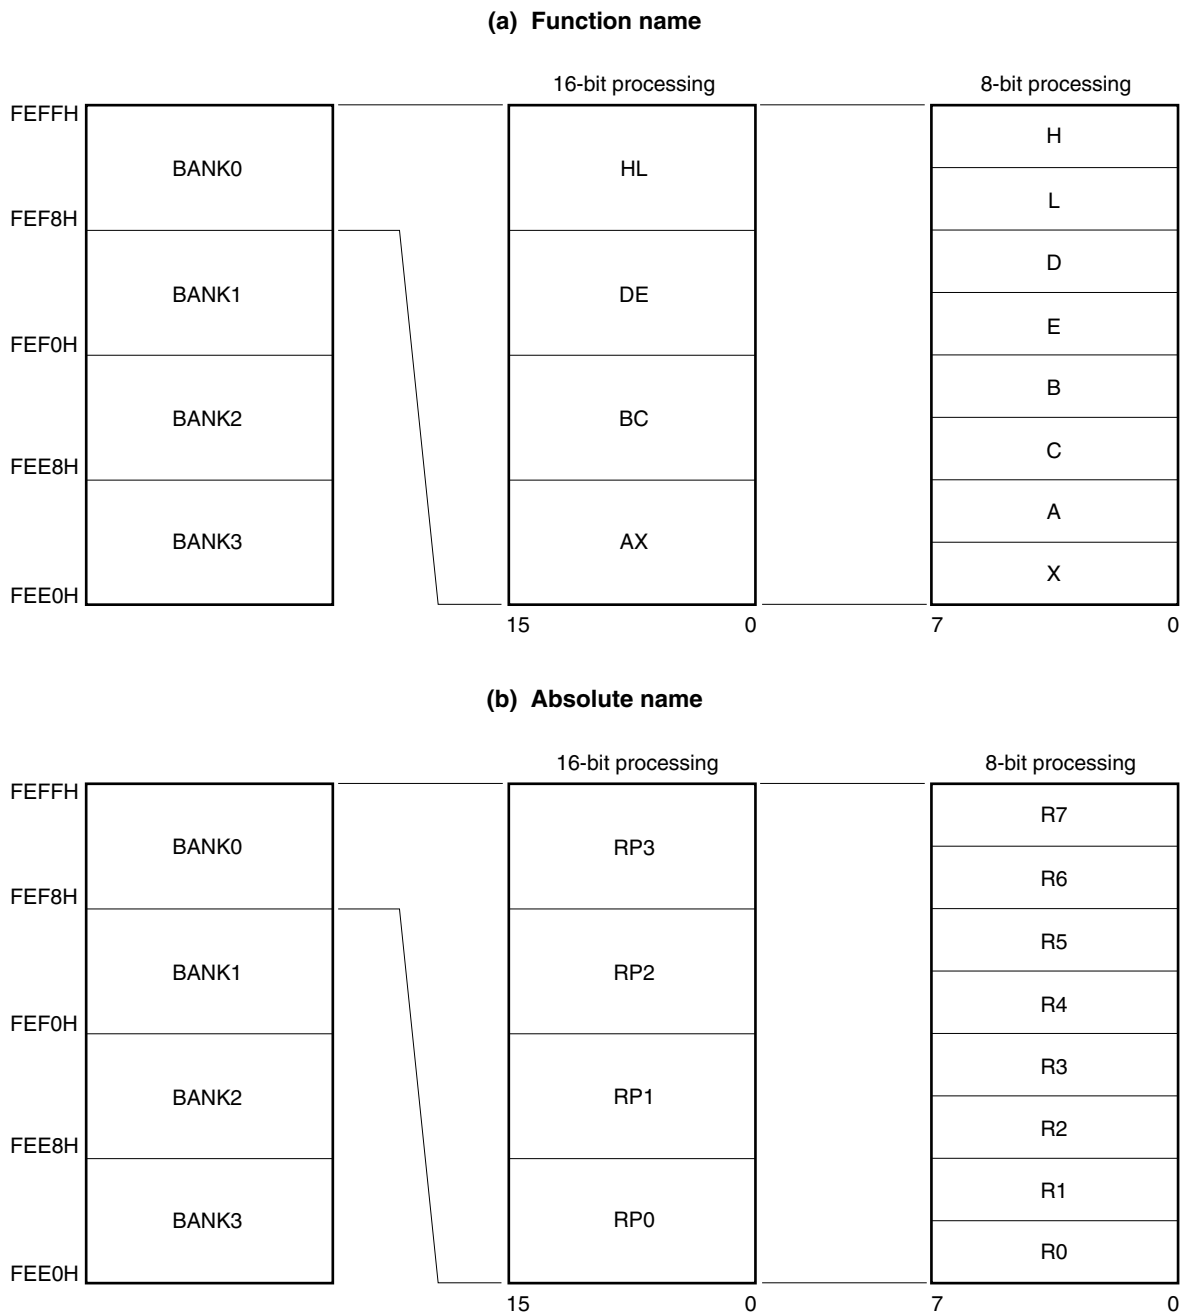 (a) Function name
16-bit processing
8-bit processing
FEFFH
BANK0
HL
H
L
FEF8H
BANK1
DE
D
E
FEF0H
BANK2
BC
B
C
FEE8H
BANK3
AX
A
X
FEE0H
15 0
7 0
(b) Absolute name
16-bit processing
8-bit processing
FEFFH
BANK0
RP3
R7
R6
FEF8H
BANK1
RP2
R5
R4
FEF0H
BANK2
RP1
R3
R2
FEE8H
BANK3
RP0
R1
R0
FEE0H
15 0
7 0